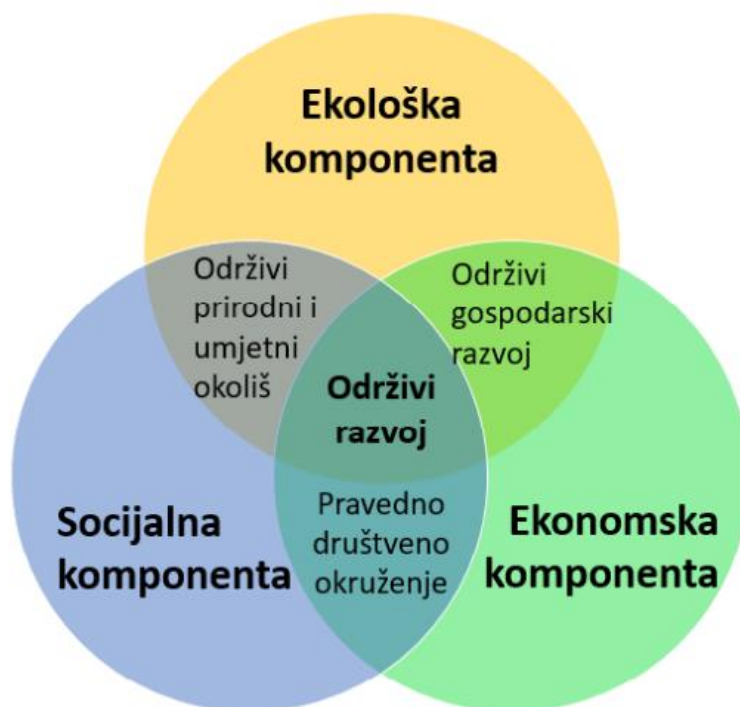 Ekološka
komponenta
Održivi
prirodni i
umjetni
okoliš
Održivi
gospodarski
razvoj
Održivi
razvoj
Socijalna
komponenta
Pravedno
društveno
okruženje
Ekonomska
komponenta